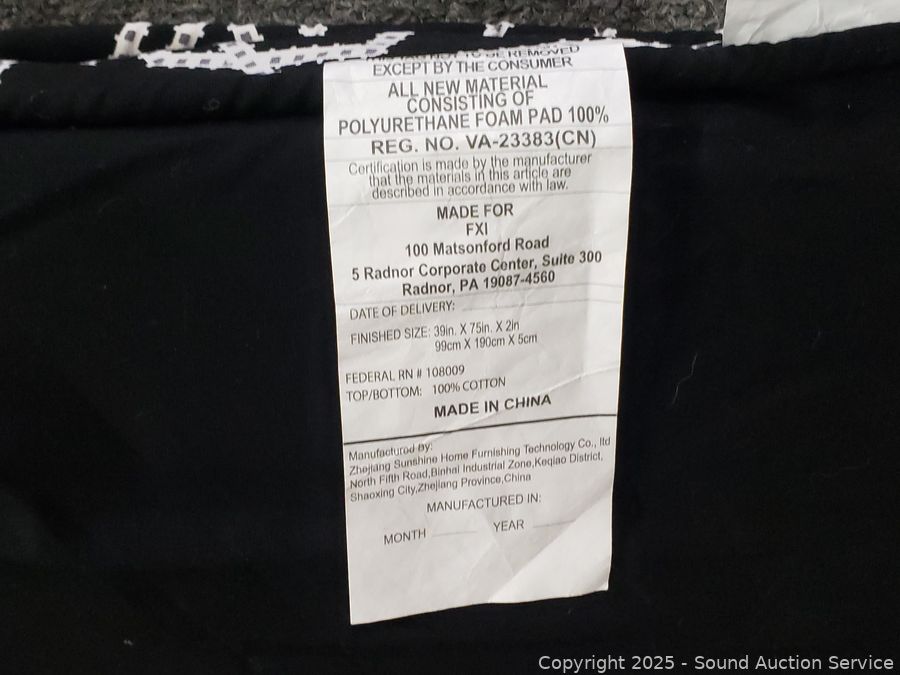 NOT TO BE REMOVED
EXCEPT BY THE CONSUMER
ALL NEW MATERIAL
CONSISTING OF
POLYURETHANE FOAM PAD 100%
REG. NO. VA-23383(CN)
Certification is made by the manufacturer
that the materials in this article are
described in accordance with law.
MADE FOR
FXI
100 Matsonford Road
5 Radnor Corporate Center, Suite 300
Radnor, PA 19087-4560
DATE OF DELIVERY:
FINISHED SIZE: 39in. X 75in. X 2in
99cm X 190cm X 5cm
FEDERAL RN # 108009
TOP/BOTTOM: 100% COTTON
MADE IN CHINA
Manufactured By:
Zhejiang Sunshine Home Furnishing Technology Co., ltd
North Fifth Road,Binhai Industrial Zone,Keqiao District,
Shaoxing City,Zhejiang Province,China
MANUFACTURED IN:
MONTH YEAR
Copyright © 2025 - Sound Auction Service